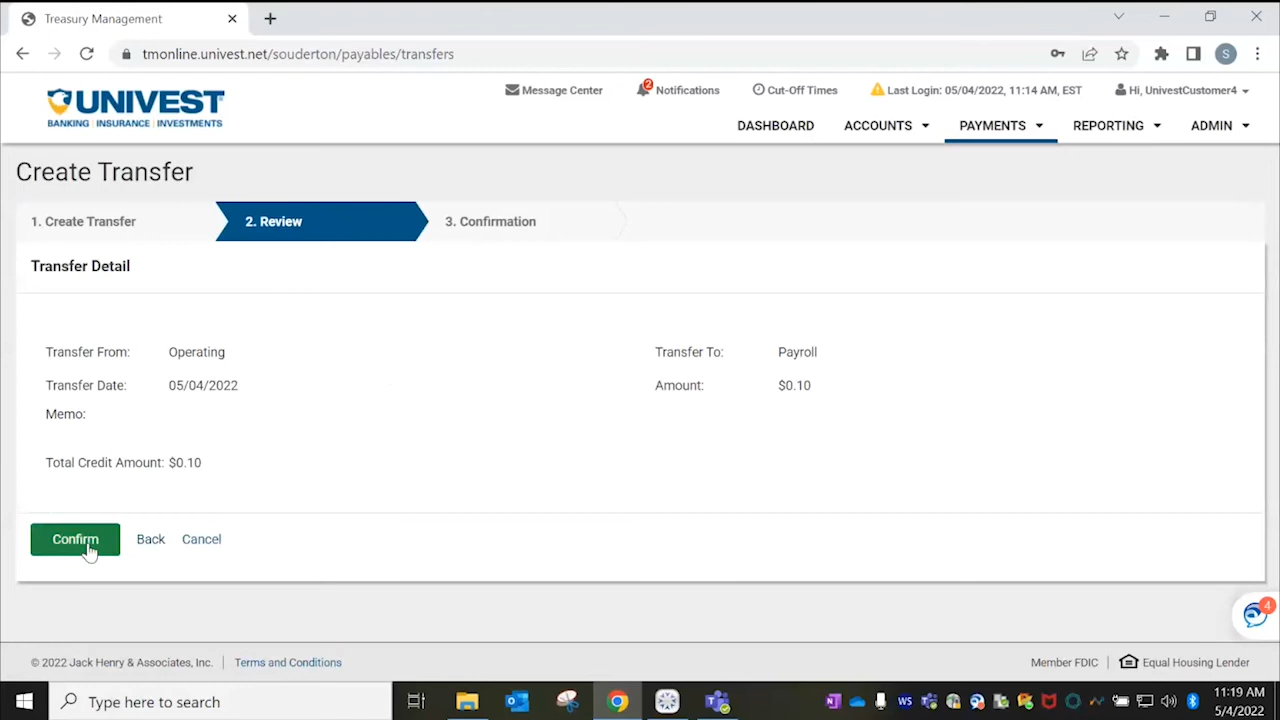 Treasury Management
tmonline.univest.net/souderton/payables/transfers
S
UNIVEST
BANKING | INSURANCE | INVESTMENTS
Message Center
2
Notifications
Cut-Off Times
Last Login: 05/04/2022, 11:14 AM, EST
Hi, UnivestCustomer4
DASHBOARD
ACCOUNTS
PAYMENTS
REPORTING
ADMIN
Create Transfer
1. Create Transfer
2. Review
3. Confirmation
Transfer Detail
Transfer From: Operating
Transfer To: Payroll
Transfer Date: 05/04/2022
Amount: $0.10
Memo:
Total Credit Amount: $0.10
Confirm
Back
Cancel
4
© 2022 Jack Henry & Associates, Inc.
Terms and Conditions
Member FDIC
Equal Housing Lender
Type here to search
WS
11:19 AM
5/4/2022